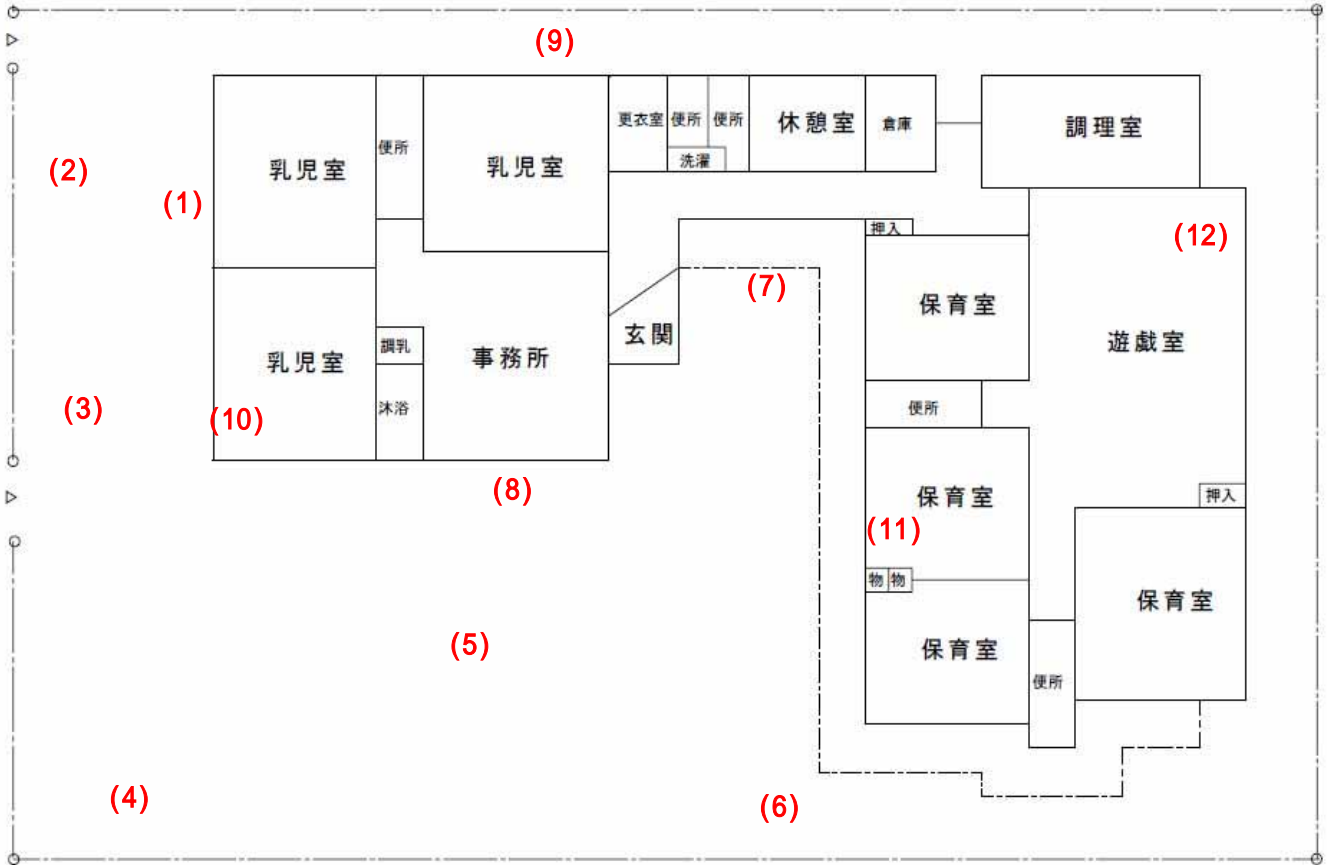 (9)
更衣室
便所
便所
休憩室
倉庫
調理室
便所
乳児室
乳児室
洗濯
(2)
(1)
押入
(12)
(7)
保育室
玄関
遊戯室
調乳
事務所
乳児室
(3)
(10)
沐浴
便所
(8)
保育室
押入
(11)
物
物
保育室
(5)
保育室
便所
(4)
(6)